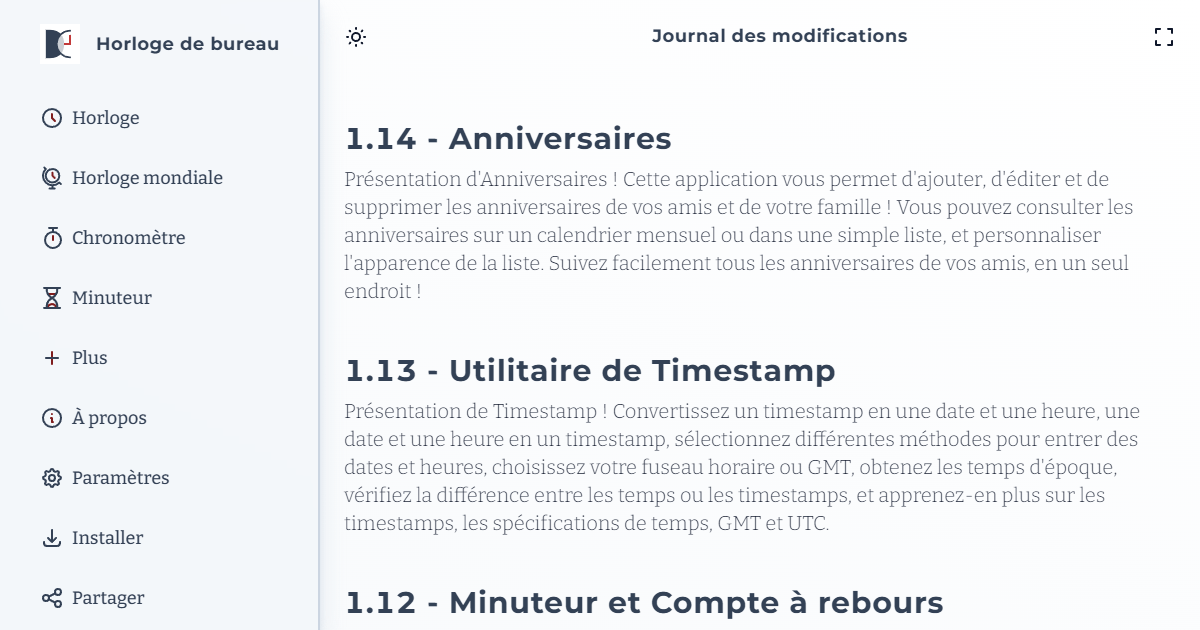 Horloge de bureau
Horloge
Horloge mondiale
Chronomètre
Minuteur
Plus
À propos
Paramètres
Installer
Partager
Journal des modifications
1.14 - Anniversaires
Présentation d'Anniversaires ! Cette application vous permet d'ajouter, d'éditer et de
supprimer les anniversaires de vos amis et de votre famille ! Vous pouvez consulter les
anniversaires sur un calendrier mensuel ou dans une simple liste, et personnaliser
l'apparence de la liste. Suivez facilement tous les anniversaires de vos amis, en un seul
endroit !
1.13 - Utilitaire de Timestamp
Présentation de Timestamp ! Convertissez un timestamp en une date et une heure, une
date et une heure en un timestamp, sélectionnez différentes méthodes pour entrer des
dates et heures, choisissez votre fuseau horaire ou GMT, obtenez les temps d'époque,
vérifiez la différence entre les temps ou les timestamps, et apprenez-en plus sur les
timestamps, les spécifications de temps, GMT et UTC.
1.12 - Minuteur et Compte à rebours